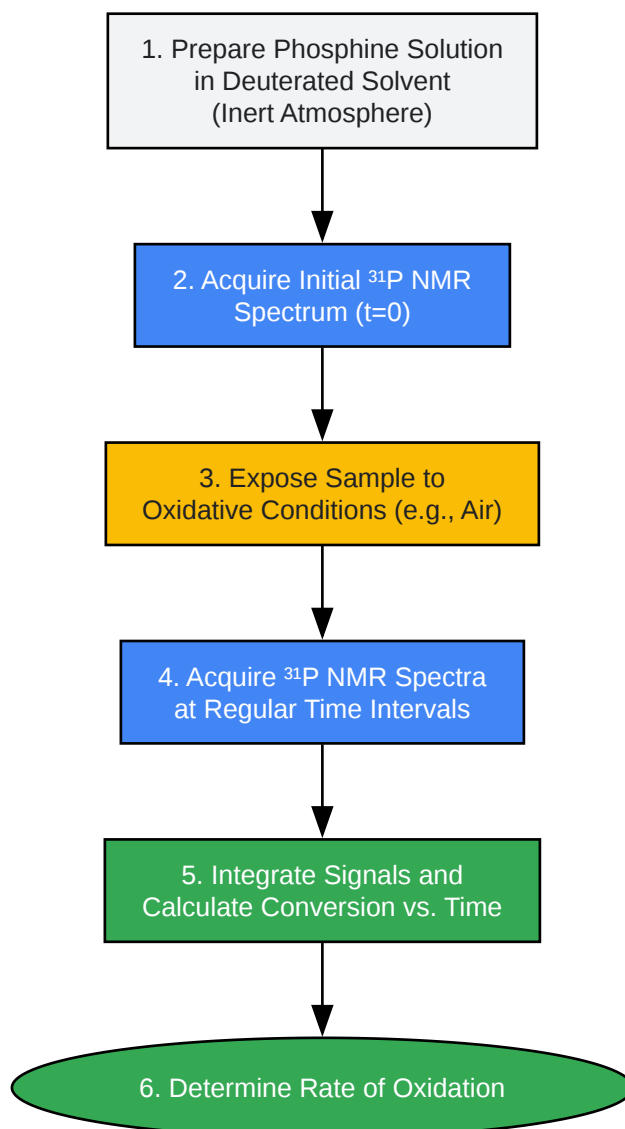 1. Prepare Phosphine Solution
in Deuterated Solvent
(Inert Atmosphere)
2. Acquire Initial ³¹P NMR
Spectrum (t=0)
3. Expose Sample to
Oxidative Conditions (e.g., Air)
4. Acquire ³¹P NMR Spectra
at Regular Time Intervals
5. Integrate Signals and
Calculate Conversion vs. Time
6. Determine Rate of Oxidation